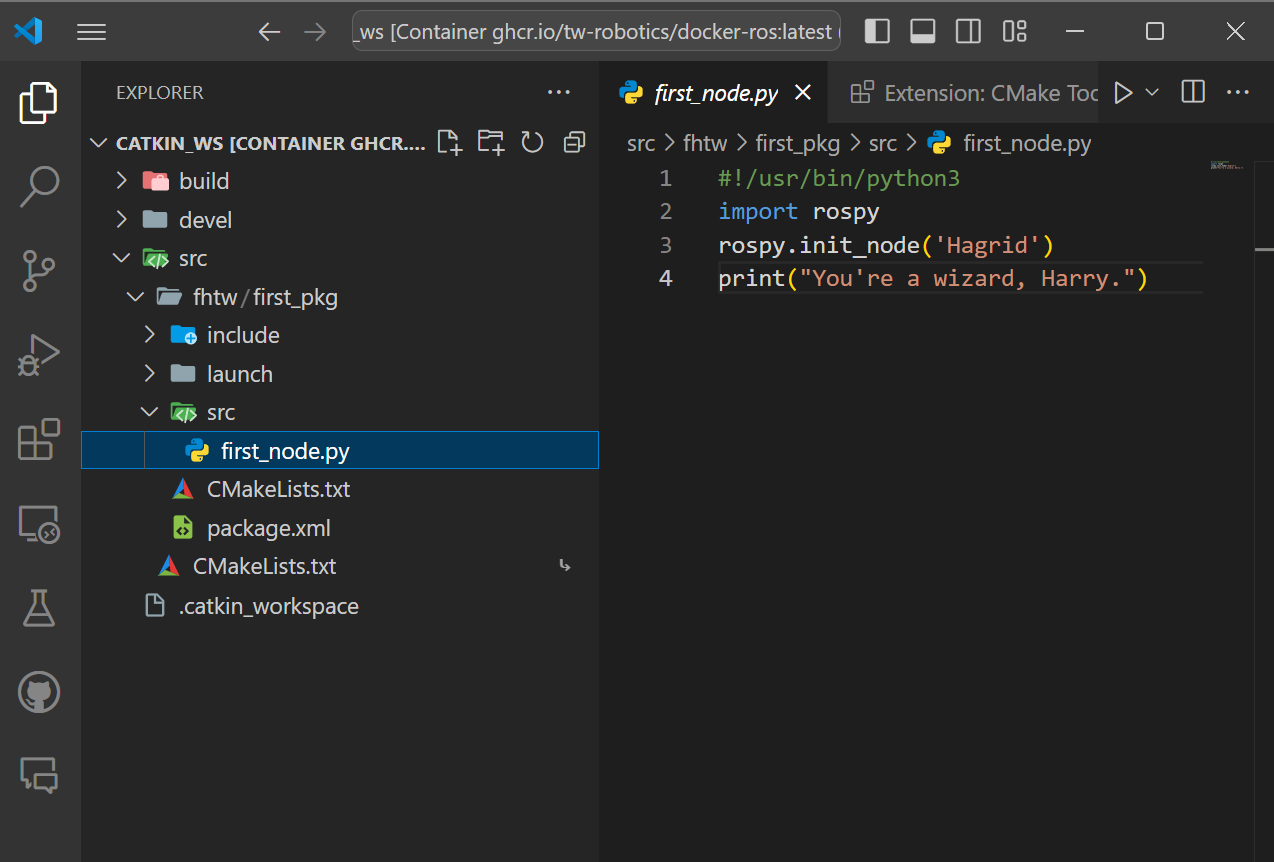 _ws [Container ghcr.io/tw-robotics/docker-ros:latest
EXPLORER
CATKIN_WS [CONTAINER GHCR....
build
devel
src
fhtw/first_pkg
include
launch
src
first_node.py
CMakeLists.txt
package.xml
CMakeLists.txt
.catkin_workspace
first_node.py
Extension: CMake Too
src > fhtw > first_pkg > src > first_node.py
1 #!/usr/bin/python3
2 import rospy
3 rospy.init_node('Hagrid')
4 print("You're a wizard, Harry.")